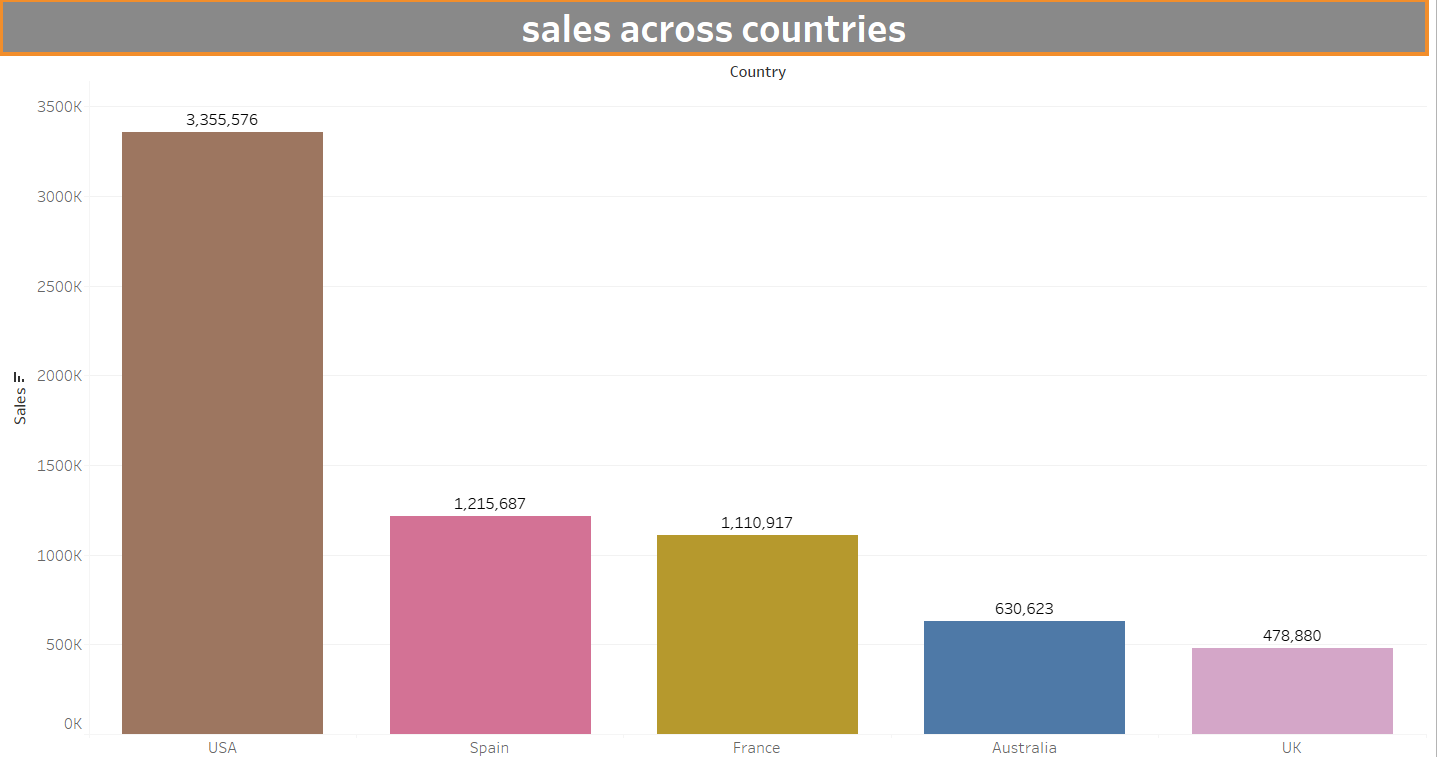 sales across countries
Country
3500K
3,355,576
3000K
2500K
2000K
Sales
1500K
1,215,687
1,110,917
1000K
630,623
500K
478,880
0K
USA Spain France Australia UK